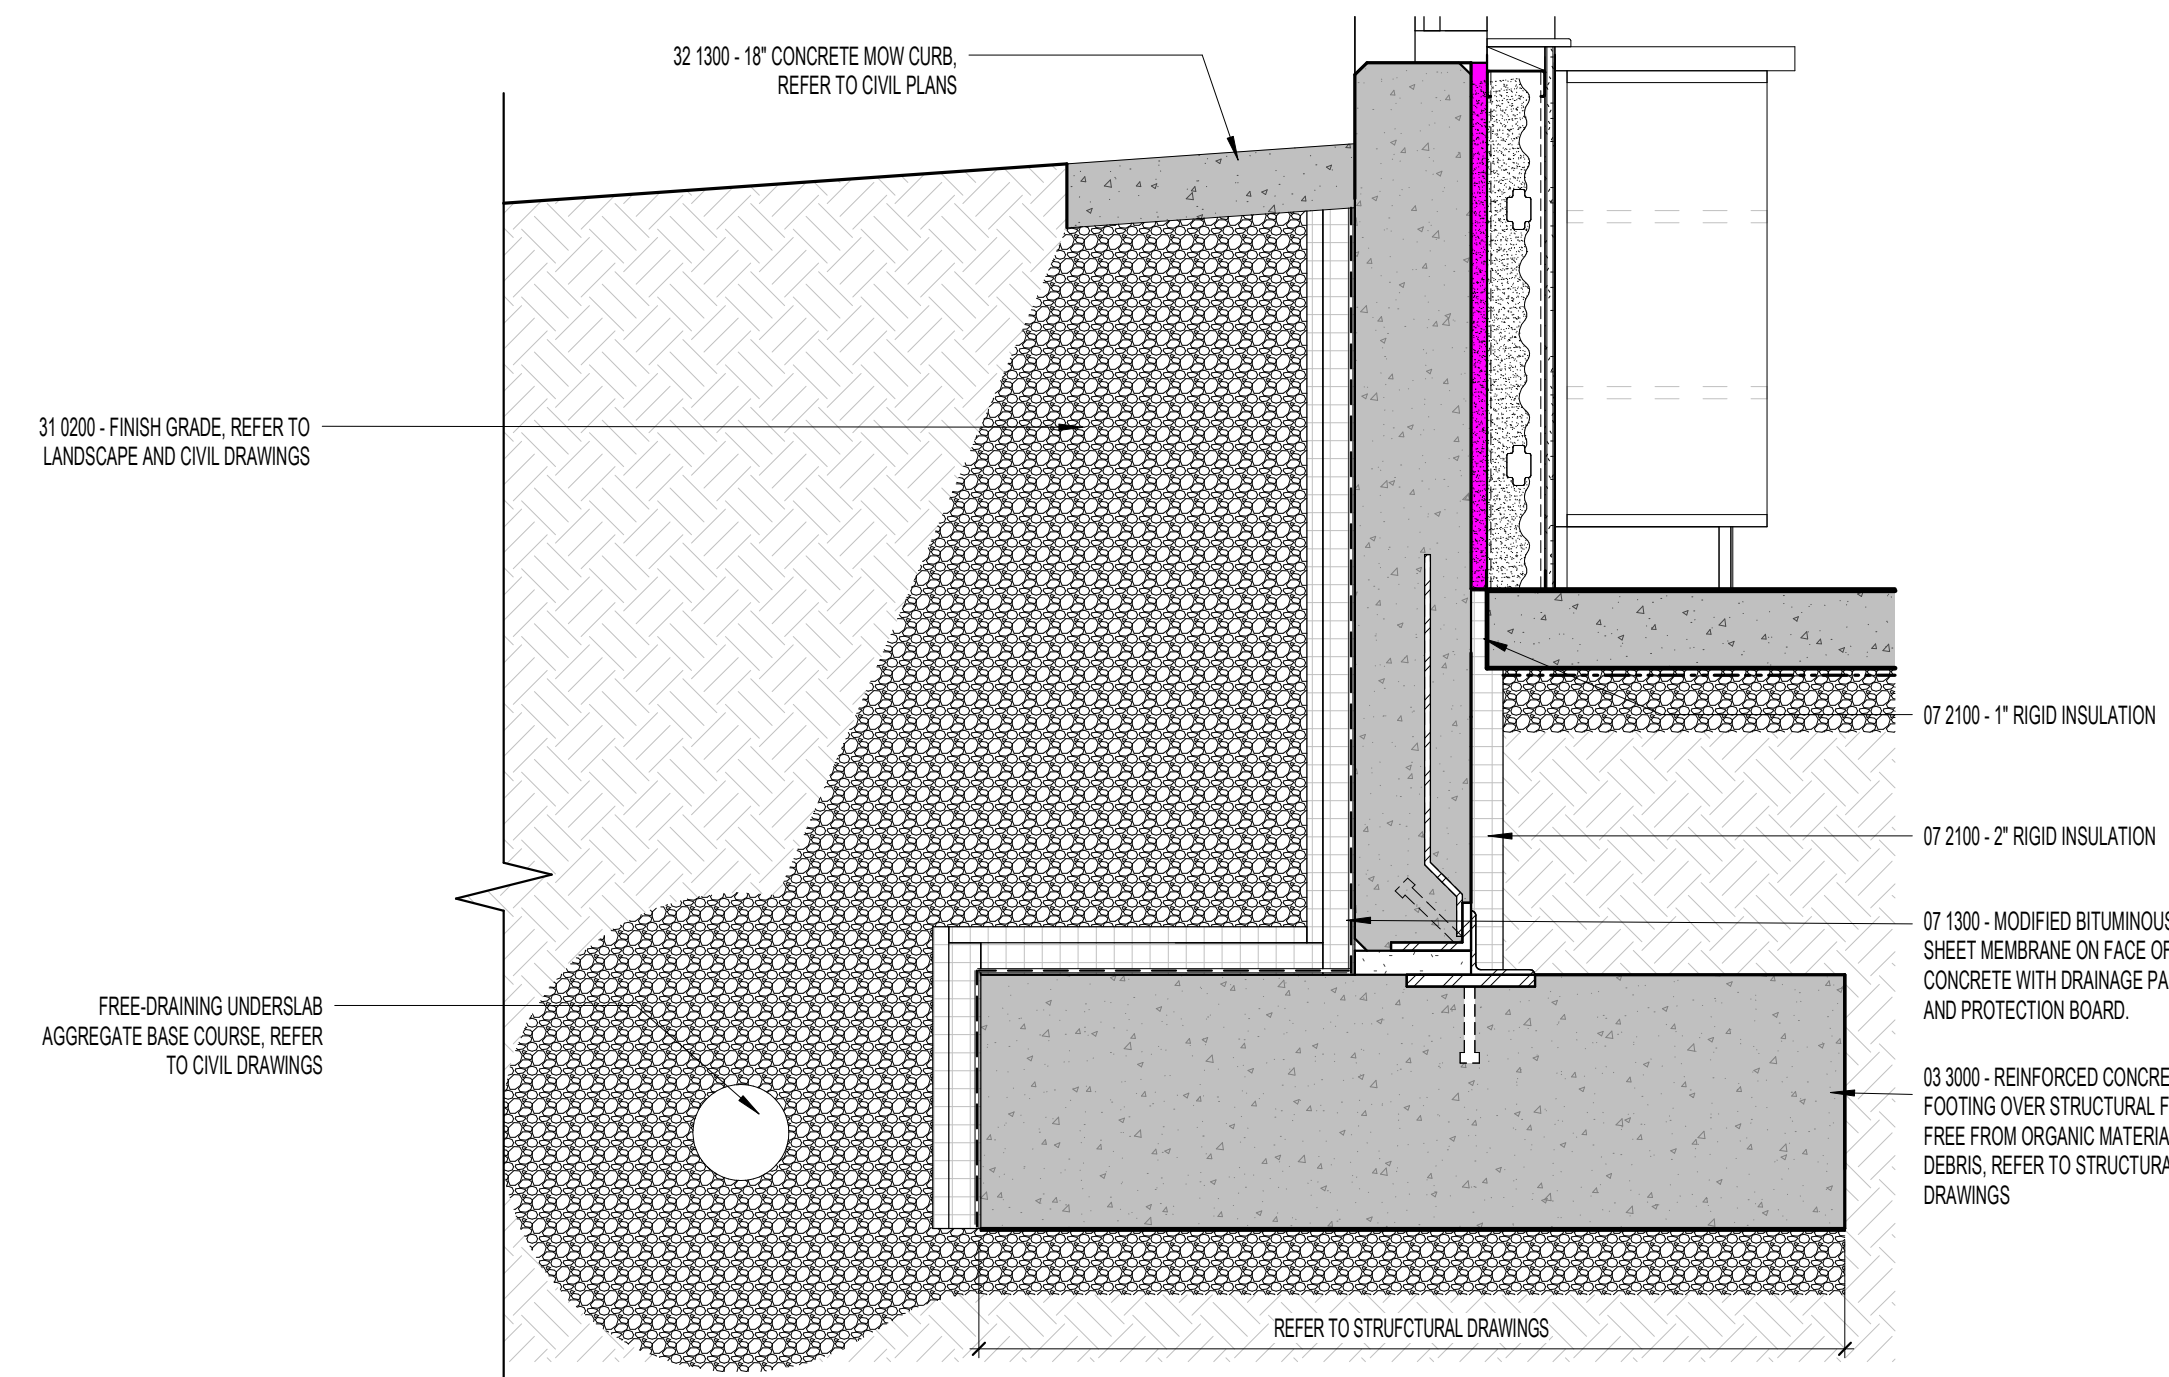 32 1300 - 18" CONCRETE MOW CURB,
REFER TO CIVIL PLANS
31 0200 - FINISH GRADE, REFER TO
LANDSCAPE AND CIVIL DRAWINGS
FREE-DRAINING UNDERSLAB
AGGREGATE BASE COURSE, REFER
TO CIVIL DRAWINGS
07 2100 - 1" RIGID INSULATION
07 2100 - 2" RIGID INSULATION
07 1300 - MODIFIED BITUMINOUS
SHEET MEMBRANE ON FACE OF
CONCRETE WITH DRAINAGE PA
AND PROTECTION BOARD.
03 3000 - REINFORCED CONCRE
FOOTING OVER STRUCTURAL F
FREE FROM ORGANIC MATERIA
DEBRIS, REFER TO STRUCTURA
DRAWINGS
REFER TO STRUFCTURAL DRAWINGS